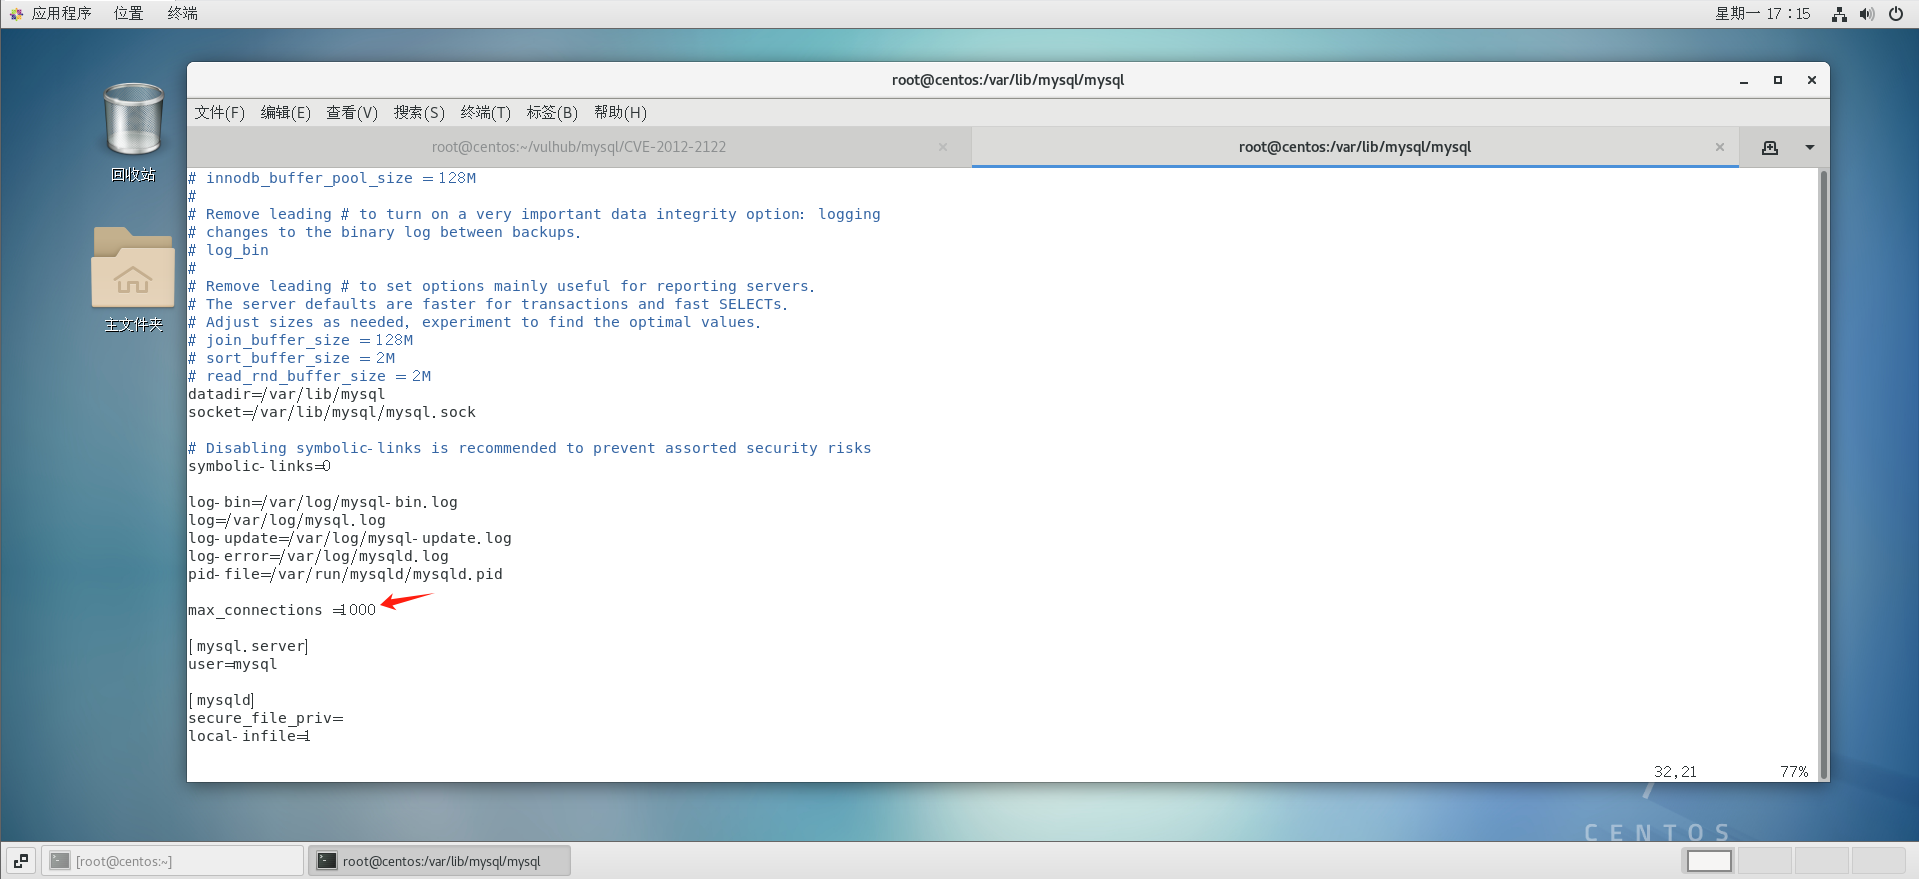 应用程序 位置 终端 星期一 17：15
root@centos:/var/lib/mysql/mysql
文件(F) 编辑(E) 查看(V) 搜索(S) 终端(T) 标签(B) 帮助(H)
root@centos:~/vulhub/mysql/CVE-2012-2122 root@centos:/var/lib/mysql/mysql
回收站
主文件夹
# innodb_buffer_pool_size = 128M
#
# Remove leading # to turn on a very important data integrity option: logging
# changes to the binary log between backups.
# log_bin
#
# Remove leading # to set options mainly useful for reporting servers.
# The server defaults are faster for transactions and fast SELECTs.
# Adjust sizes as needed, experiment to find the optimal values.
# join_buffer_size = 128M
# sort_buffer_size = 2M
# read_rnd_buffer_size = 2M
datadir=/var/lib/mysql
socket=/var/lib/mysql/mysql.sock
# Disabling symbolic-links is recommended to prevent assorted security risks
symbolic-links=0
log-bin=/var/log/mysql-bin.log
log=/var/log/mysql.log
log-update=/var/log/mysql-update.log
log-error=/var/log/mysqld.log
pid-file=/var/run/mysqld/mysqld.pid
max_connections =1000
[mysql.server]
user=mysql
[mysqld]
secure_file_priv=
local-infile=1
32,21 77%
CENTOS
[root@centos:~] root@centos:/var/lib/mysql/mysql